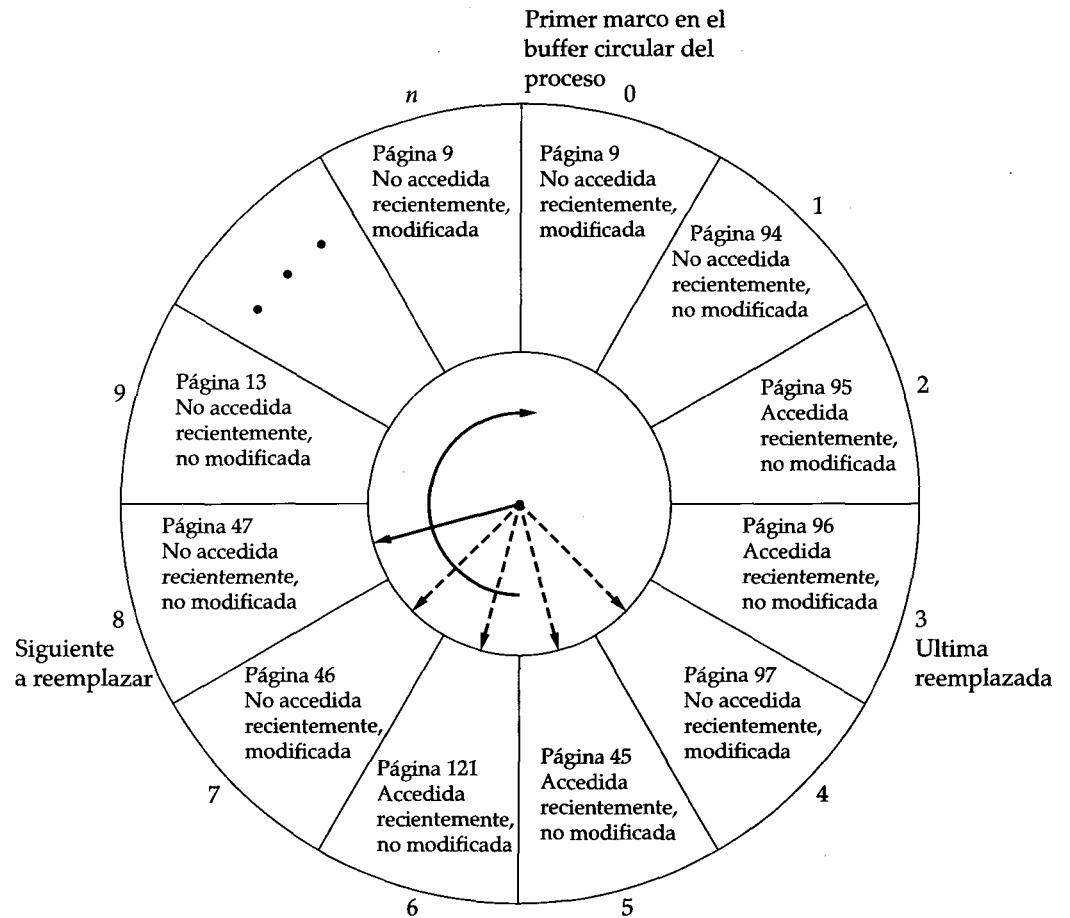 Primer marco en el
buffer circular del
proceso
0
Página 9
No accedida
recientemente,
modificada
1
Página 94
No accedida
recientemente,
no modificada
2
Página 95
Accedida
recientemente,
no modificada
3
Ultima
reemplazada
Página 96
Accedida
recientemente,
no modificada
4
Página 97
No accedida
recientemente,
modificada
5
Página 45
Accedida
recientemente,
no modificada
6
Página 121
Accedida
recientemente,
no modificada
7
Página 46
No accedida
recientemente,
modificada
8
Siguiente
a reemplazar
Página 47
No accedida
recientemente,
no modificada
9
Página 13
No accedida
recientemente,
no modificada
n
Página 9
No accedida
recientemente,
modificada